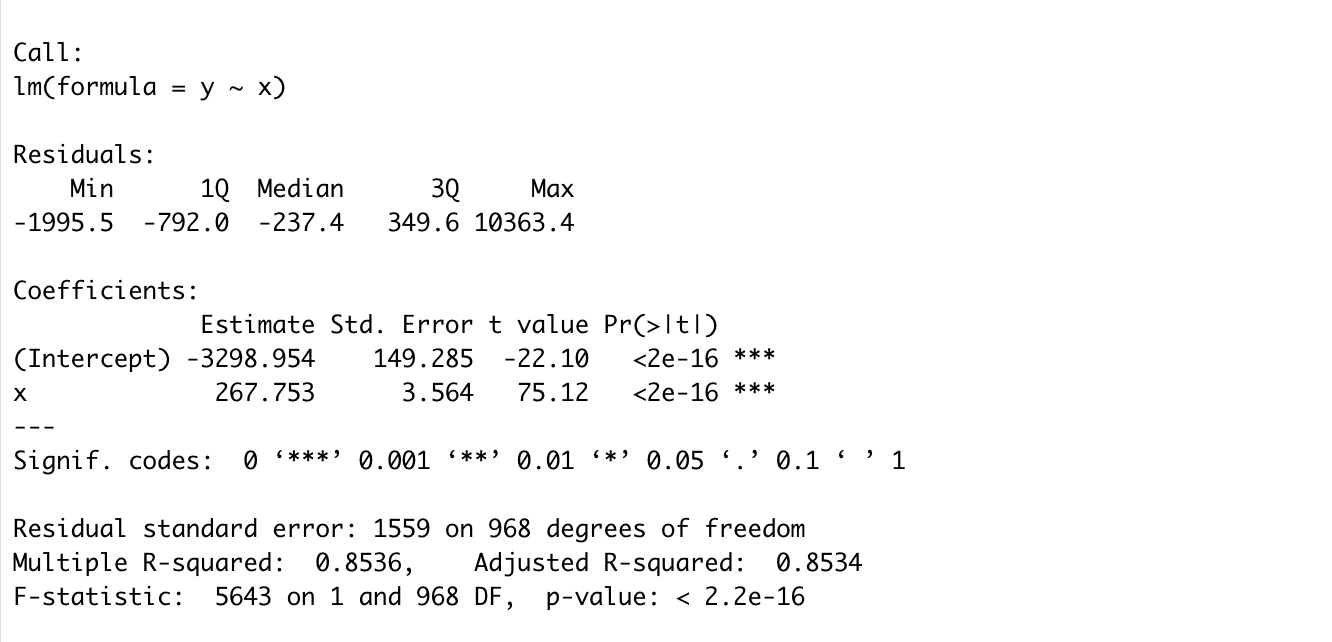 Call:
lm(formula = y ~ x)
Residuals:
    Min      1Q  Median      3Q     Max
-1995.5  -792.0  -237.4   349.6 10363.4
Coefficients:
             Estimate Std. Error t value Pr(>|t|)
(Intercept) -3298.954    149.285  -22.10   <2e-16 ***
x             267.753      3.564   75.12   <2e-16 ***
---
Signif. codes:  0 ‘***’ 0.001 ‘**’ 0.01 ‘*’ 0.05 ‘.’ 0.1 ‘ ’ 1
Residual standard error: 1559 on 968 degrees of freedom
Multiple R-squared:  0.8536,	Adjusted R-squared:  0.8534
F-statistic:  5643 on 1 and 968 DF,  p-value: < 2.2e-16